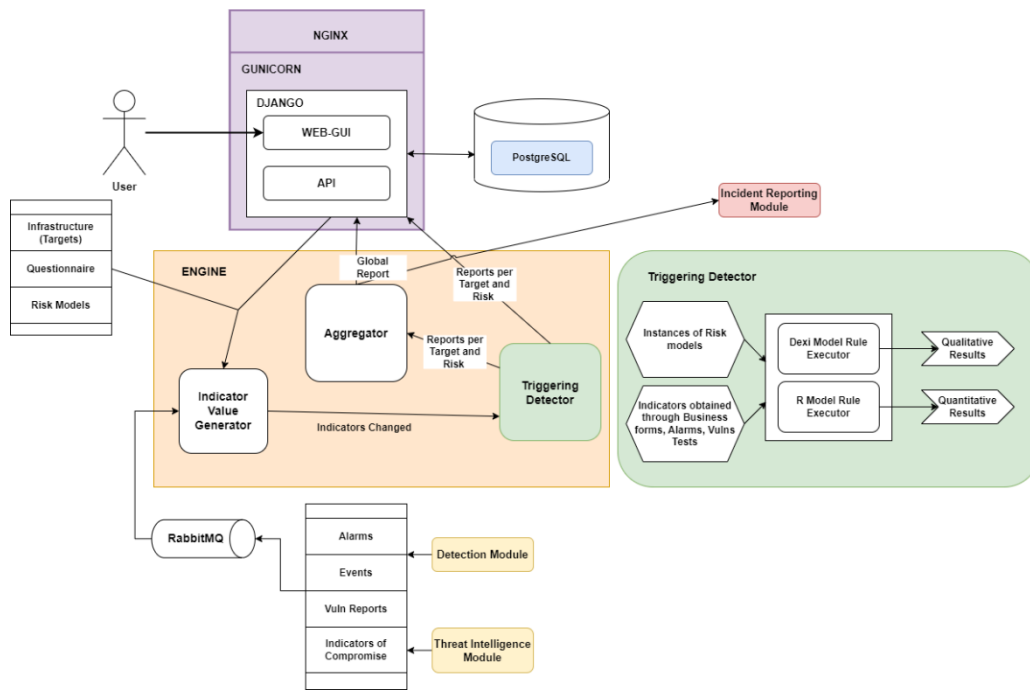 NGINX
GUNICORN
DJANGO
WEB-GUI
API
PostgreSQL
User
Incident Reporting
Module
Infrastructure
(Targets)
Questionnaire
Risk Models
ENGINE
Global
Report
Reports per
Target and
Risk
Aggregator
Reports per
Target and
Risk
Triggering
Detector
Indicator
Value
Generator
Indicators Changed
Triggering Detector
Instances of Risk
models
Indicators obtained
through Business
forms, Alarms, Vulns
Tests
Dexi Model Rule
Executor
R Model Rule
Executor
Qualitative
Results
Quantitative
Results
RabbitMQ
Alarms
Events
Vuln Reports
Indicators of
Compromise
Detection Module
Threat Intelligence
Module